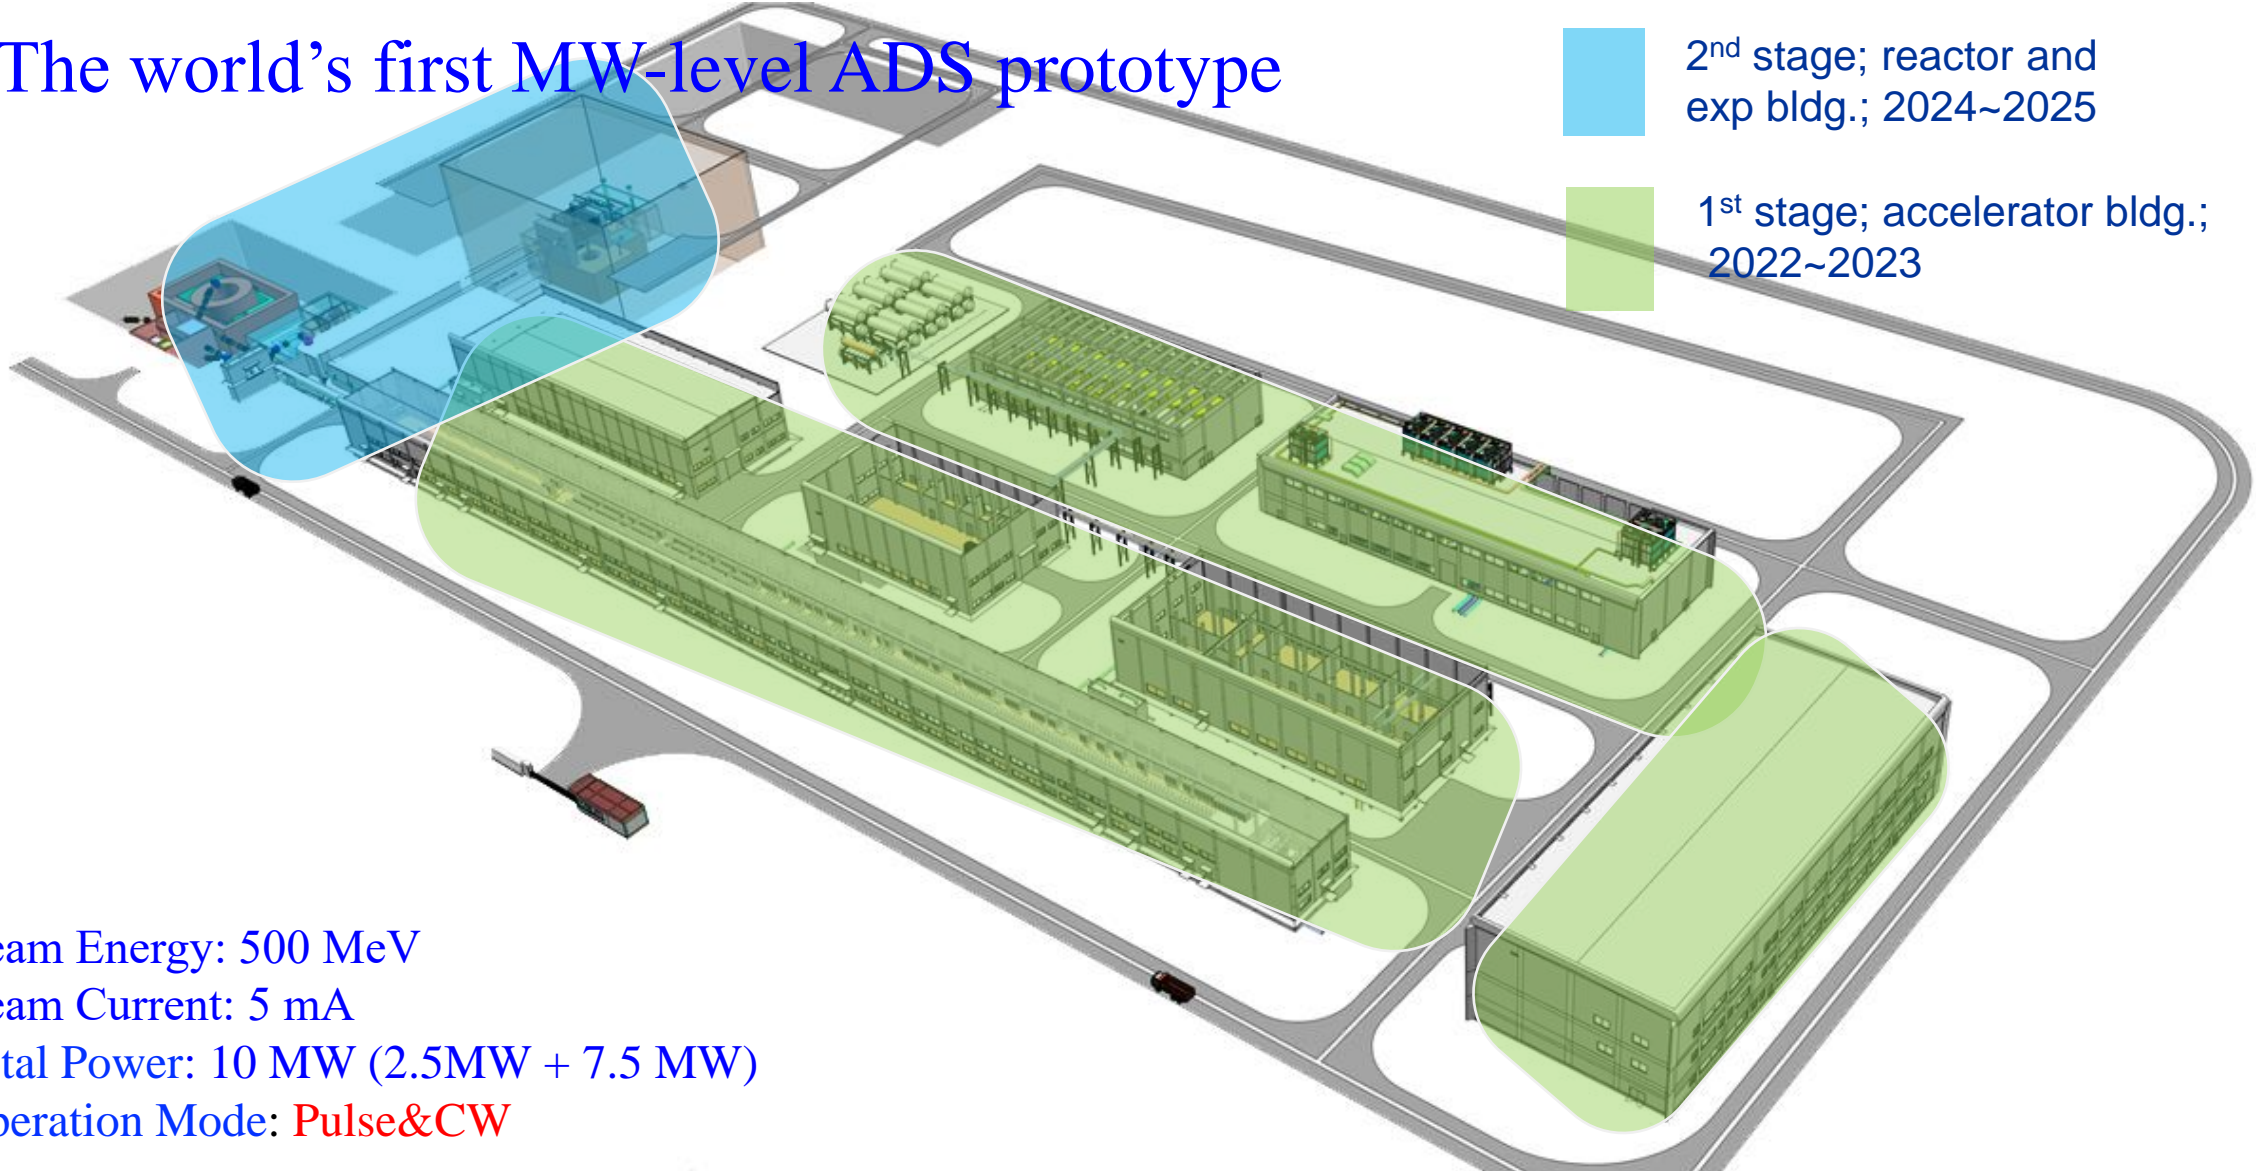 The world's first MW-level ADS prototype
2nd stage; reactor and
exp bldg.; 2024~2025
1st stage; accelerator bldg.;
2022~2023
eam Energy: 500 MeV
eam Current: 5 mA
tal Power: 10 MW (2.5MW + 7.5 MW)
peration Mode: Pulse&CW